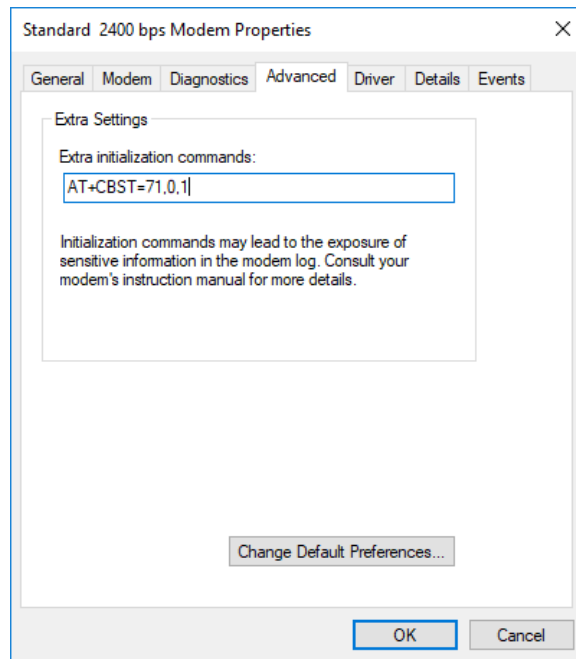 Standard  2400 bps Modem Properties
General Modem Diagnostics Advanced Driver Details Events
Extra Settings
Extra initialization commands:
AT+CBST=71,0,1
Initialization commands may lead to the exposure of
sensitive information in the modem log. Consult your
modem's instruction manual for more details.
Change Default Preferences...
OK Cancel